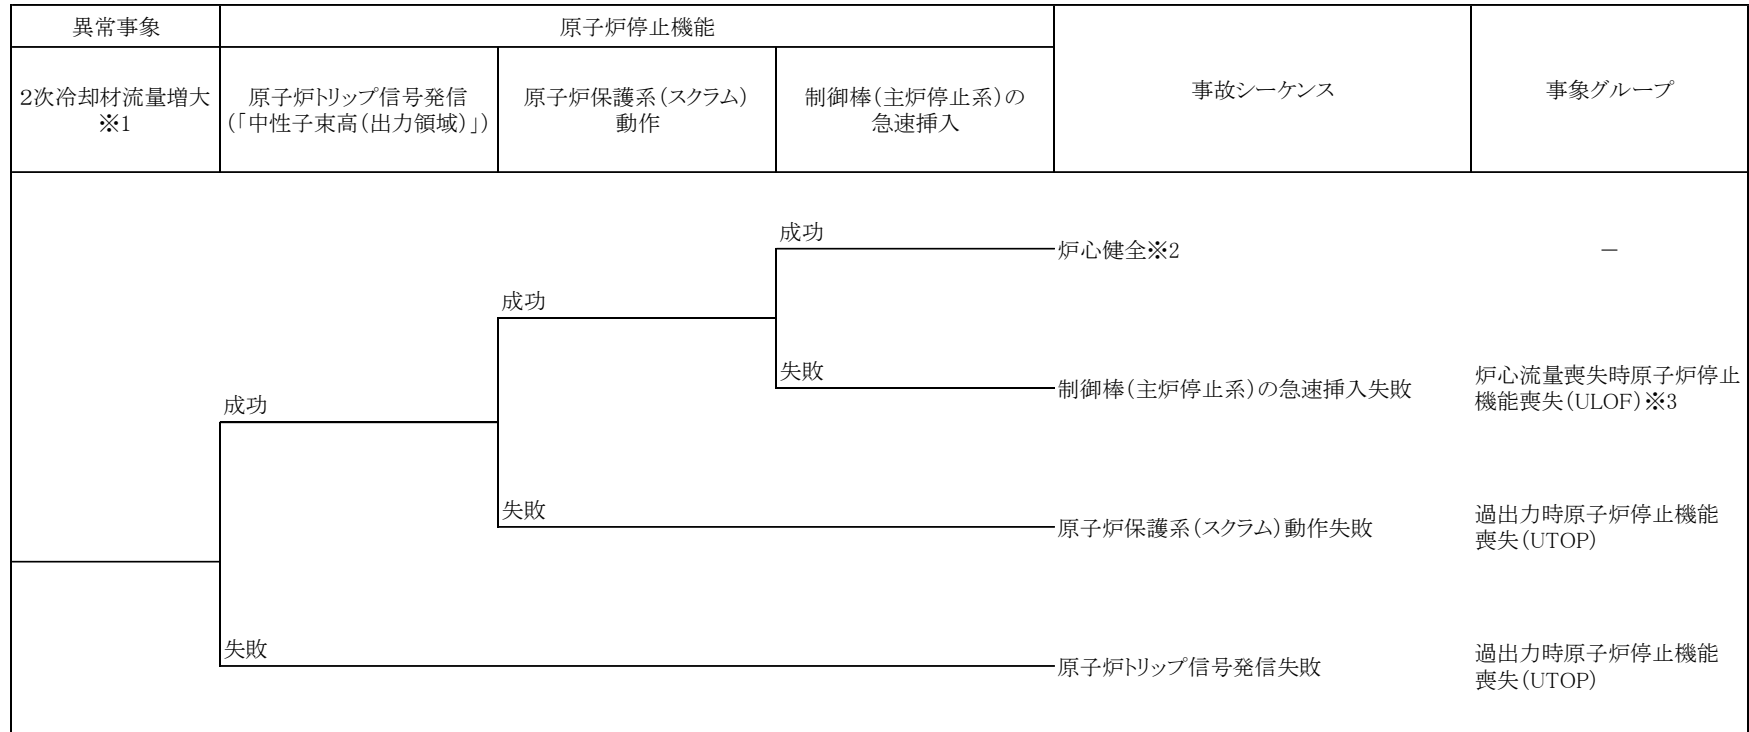 異常事象
原子炉停止機能
2次冷却材流量増大
※1
原子炉トリップ信号発信
(「中性子束高(出力領域)」)
原子炉保護系(スクラム)
動作
制御棒(主炉停止系)の
急速挿入
事故シーケンス
事象グループ
成功
炉心健全※2
－
成功
失敗
制御棒(主炉停止系)の急速挿入失敗
炉心流量喪失時原子炉停止
機能喪失(ULOF)※3
成功
失敗
原子炉保護系(スクラム)動作失敗
過出力時原子炉停止機能
喪失(UTOP)
失敗
原子炉トリップ信号発信失敗
過出力時原子炉停止機能
喪失(UTOP)